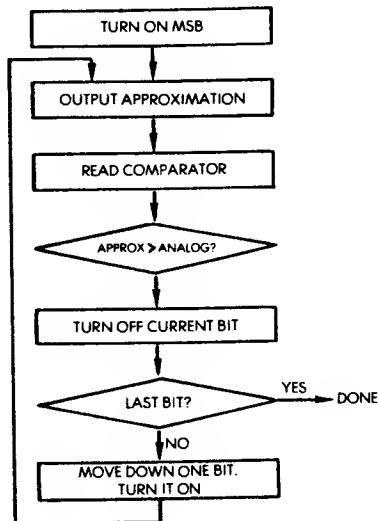 TURN ON MSB
OUTPUT APPROXIMATION
READ COMPARATOR
APPROX > ANALOG?
TURN OFF CURRENT BIT
LAST BIT?
YES
DONE
NO
MOVE DOWN ONE BIT.
TURN IT ON